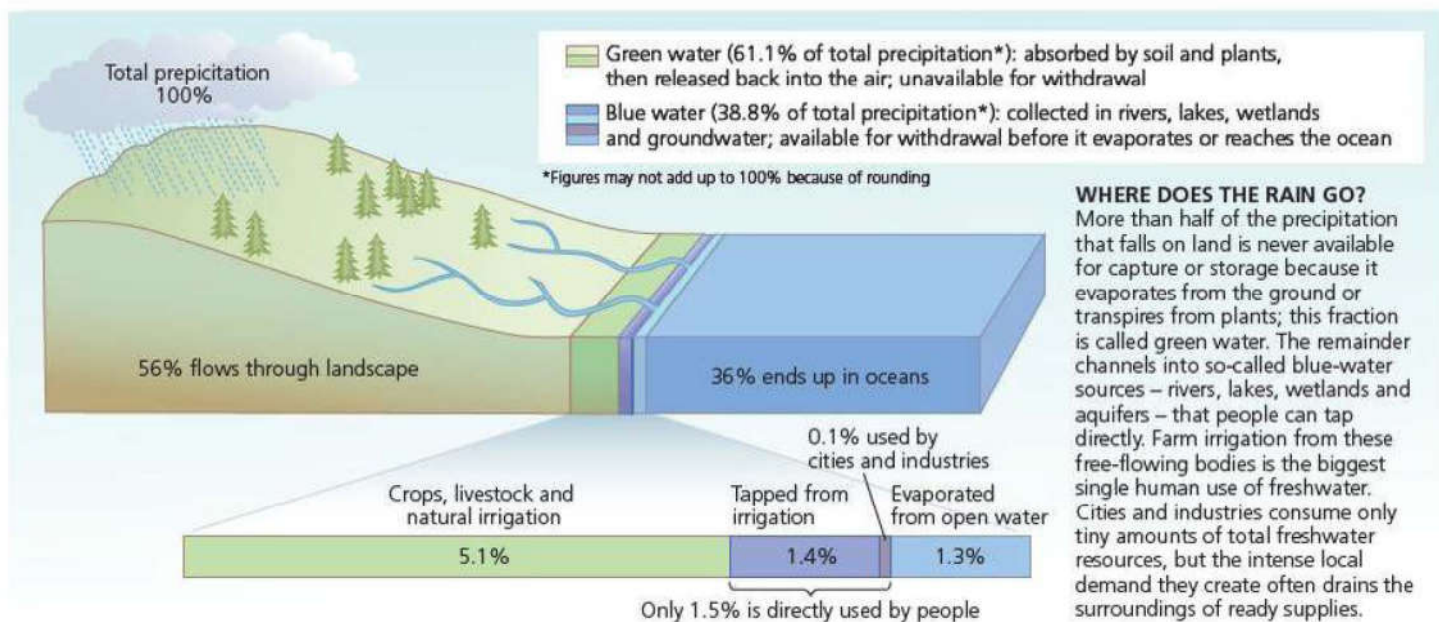 Total prepicitation
100%
Green water (61.1% of total precipitation*): absorbed by soil and plants,
then released back into the air; unavailable for withdrawal
Blue water (38.8% of total precipitation*): collected in rivers, lakes, wetlands
and groundwater; available for withdrawal before it evaporates or reaches the ocean
*Figures may not add up to 100% because of rounding
56% flows through landscape
36% ends up in oceans
0.1% used by
cities and industries
Crops, livestock and
natural irrigation
Tapped from
irrigation
Evaporated
from open water
5.1%
1.4%
1.3%
Only 1.5% is directly used by people
WHERE DOES THE RAIN GO?
More than half of the precipitation
that falls on land is never available
for capture or storage because it
evaporates from the ground or
transpires from plants; this fraction
is called green water. The remainder
channels into so-called blue-water
sources – rivers, lakes, wetlands and
aquifers – that people can tap
directly. Farm irrigation from these
free-flowing bodies is the biggest
single human use of freshwater.
Cities and industries consume only
tiny amounts of total freshwater
resources, but the intense local
demand they create often drains the
surroundings of ready supplies.